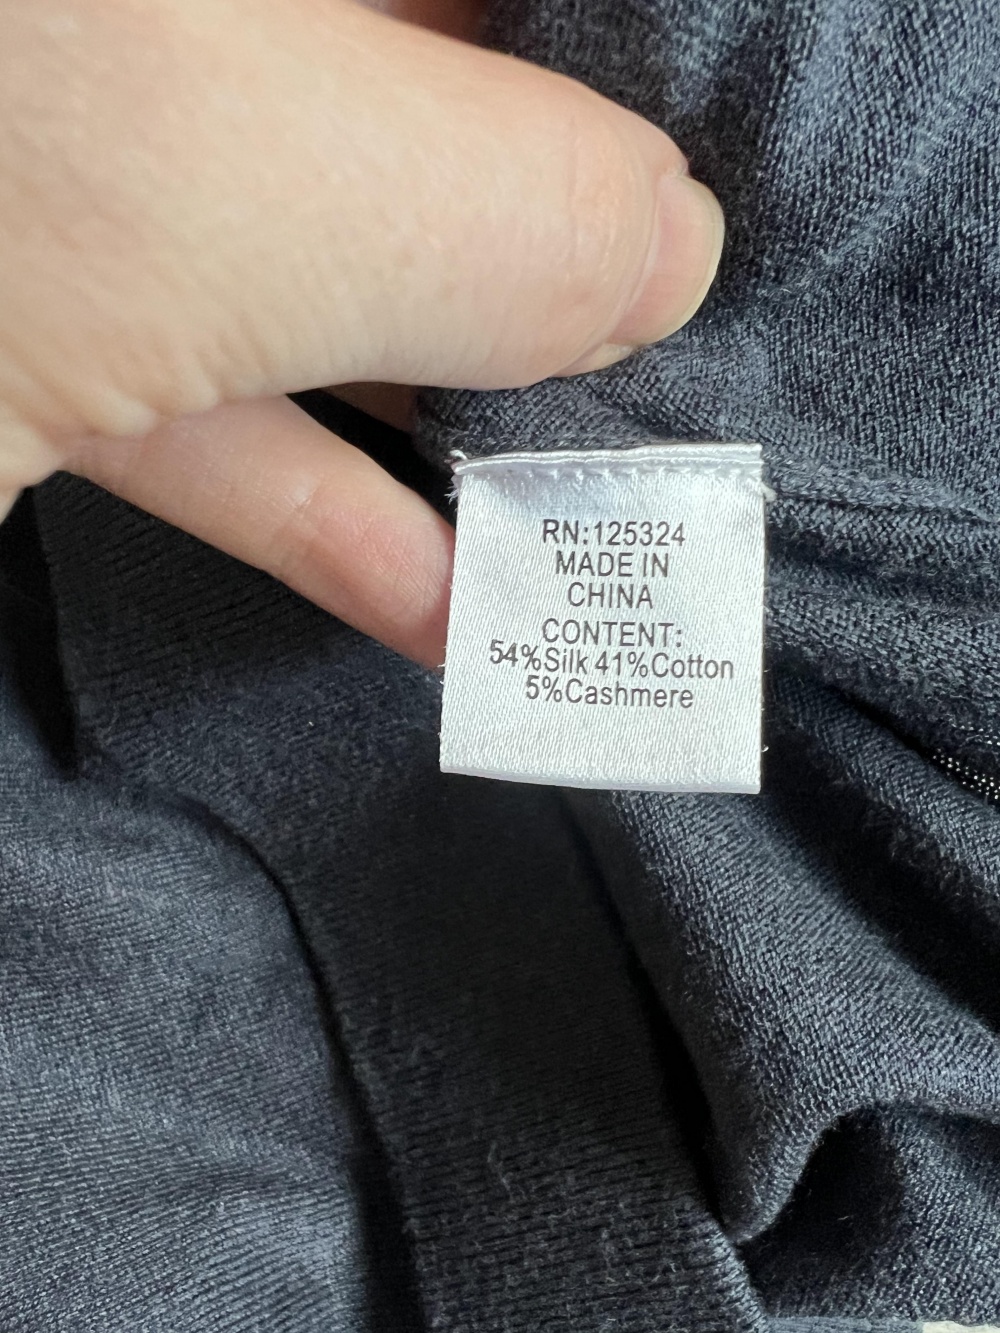 RN:125324
MADE IN
CHINA
CONTENT:
54%Silk 41%Cotton
5%Cashmere